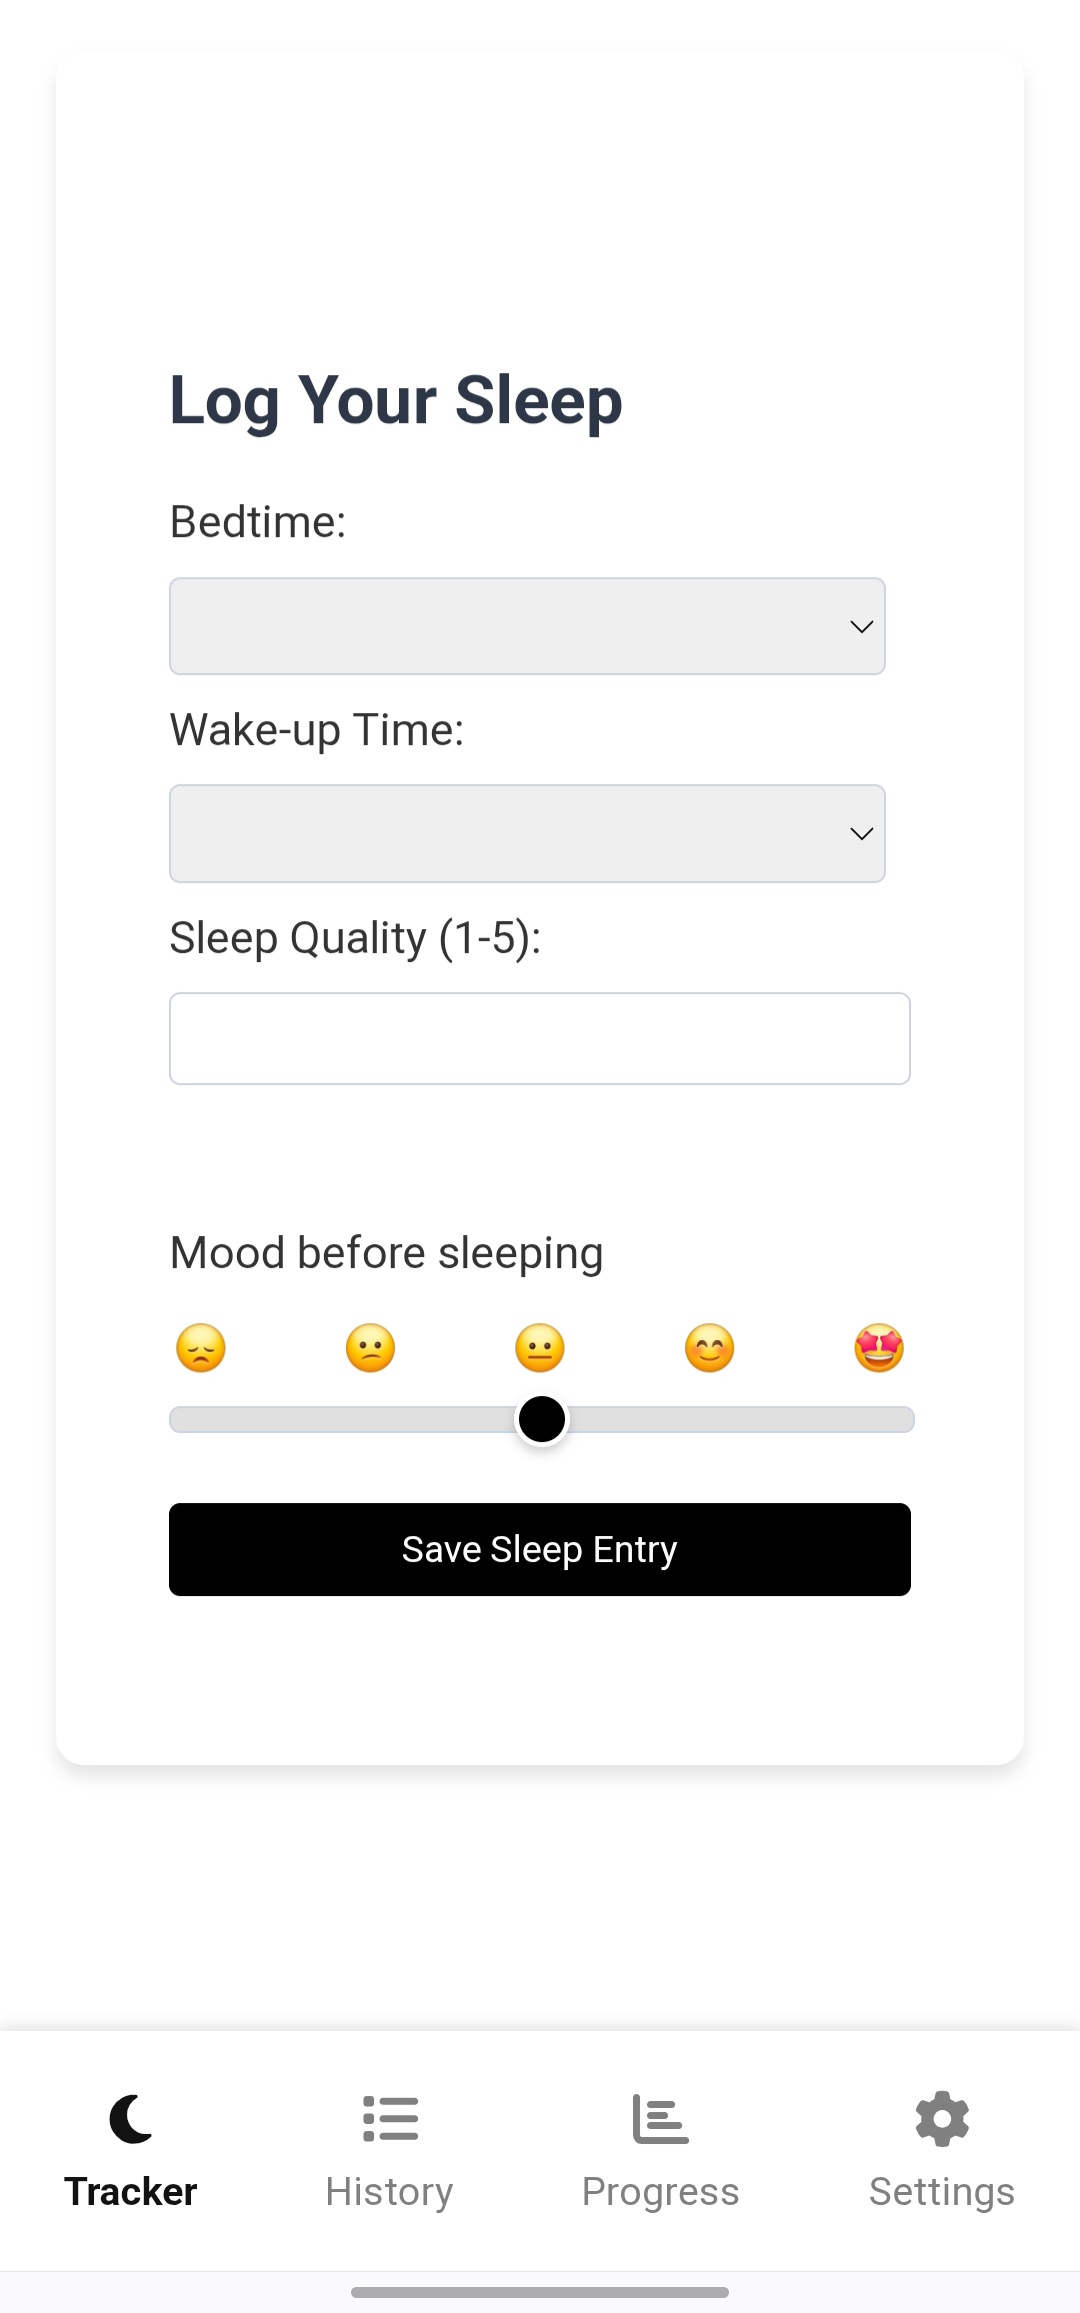 Log Your Sleep
Bedtime:
Wake-up Time:
Sleep Quality (1-5):
Mood before sleeping
Save Sleep Entry
Tracker
History
Progress
Settings